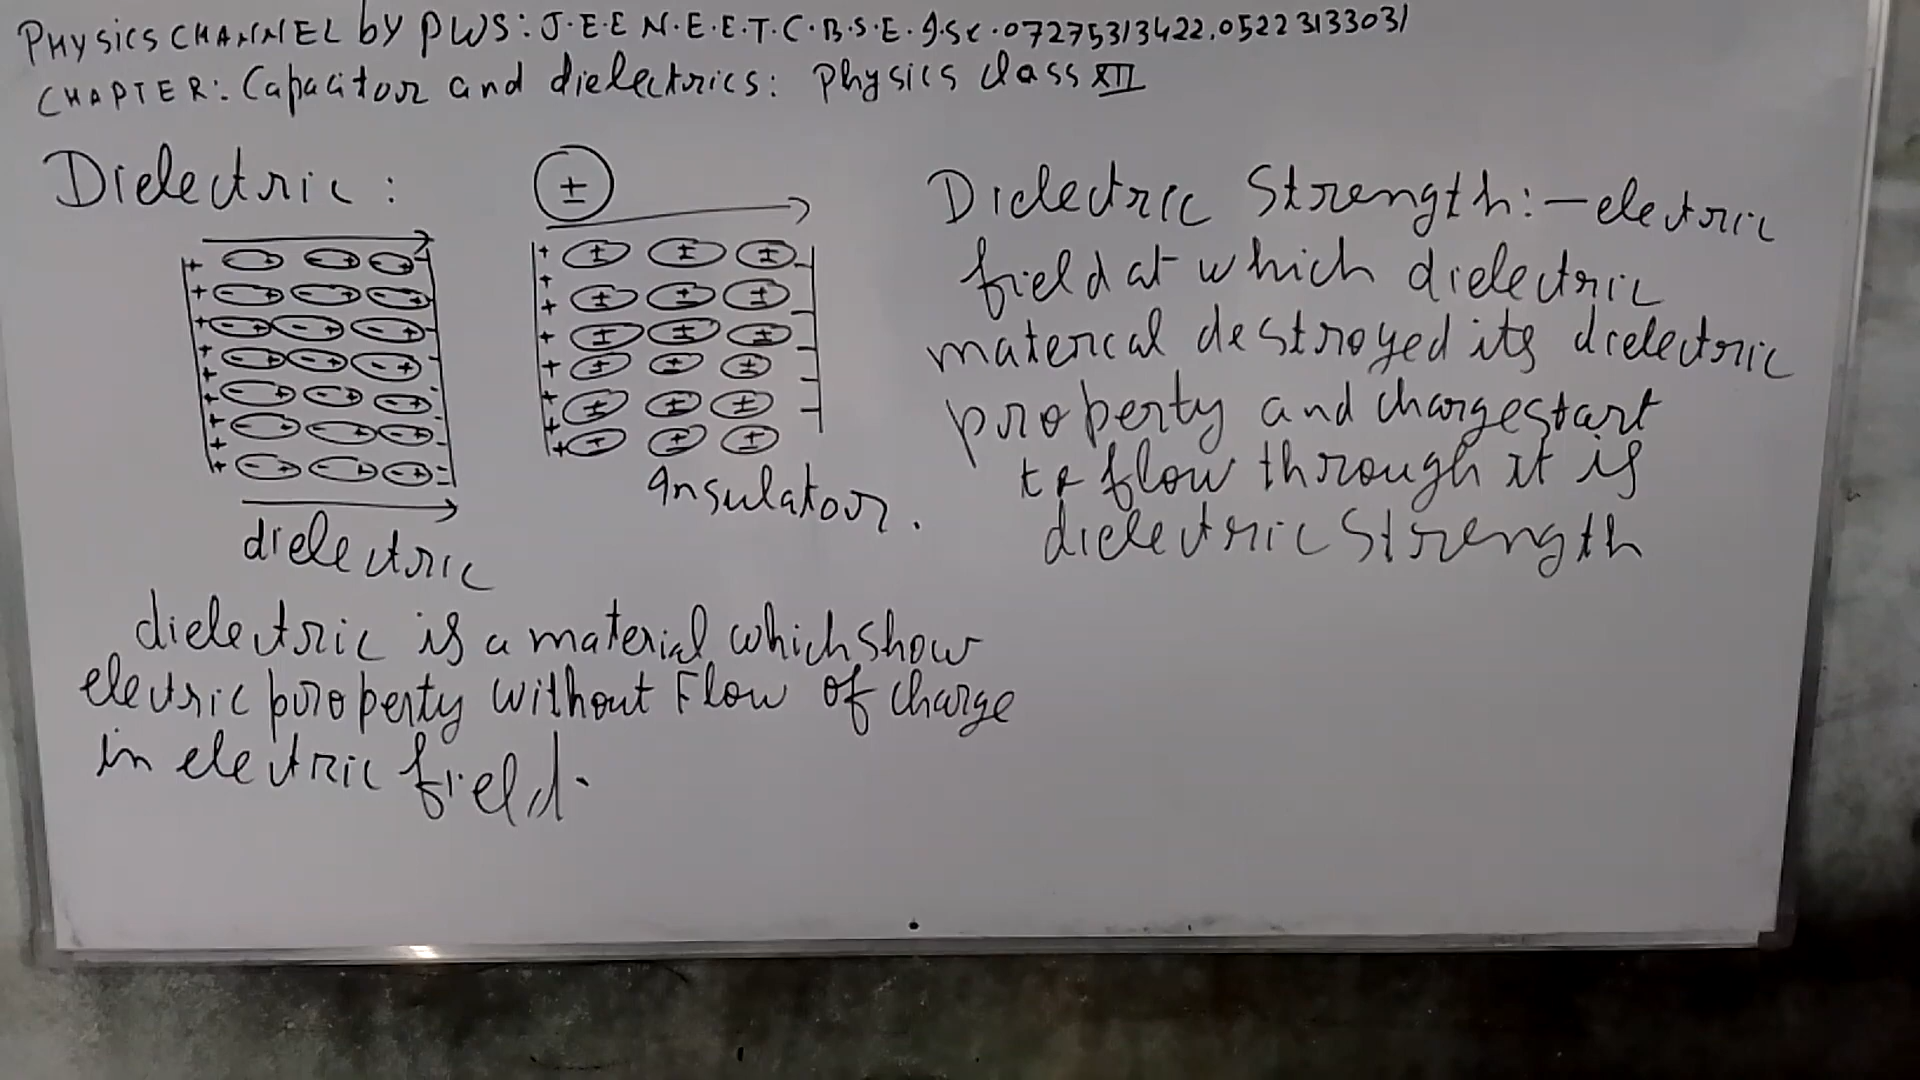 PHYSICS CHANNEL by PWS: J.E.E N.E.E.T.C.B.S.E. I.SC.07275313422,05223133031
CHAPTER: Capacitor and dielectrics: Physics class XII
Dielectric:
±
dielectric
Insulator.
dielectric is a material which show
electric property without Flow of charge
in electric field.
Dielectric Strength:- electric
field at which dielectric
material destroyed its dielectric
property and charge start
to flow through it is
dielectric strength